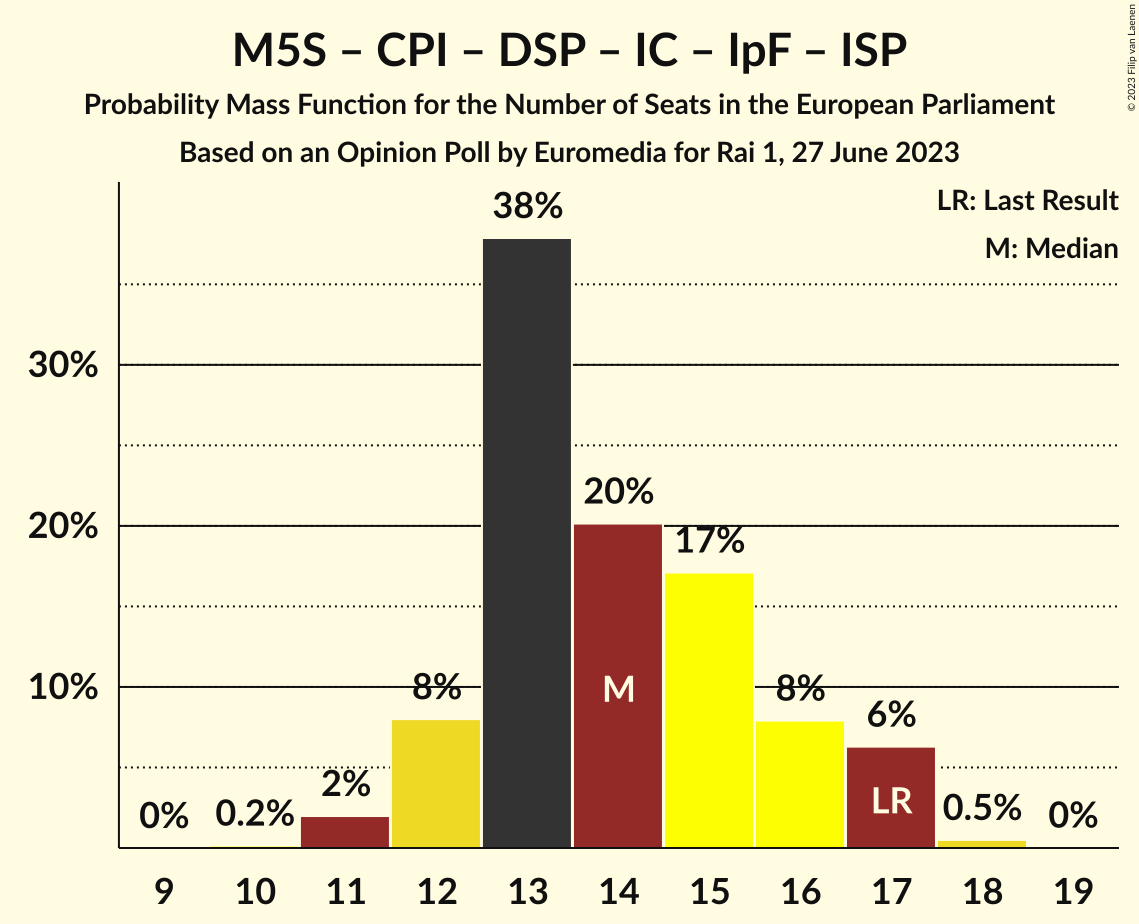 M5S – CPI – DSP – IC – IpF – ISP
Probability Mass Function for the Number of Seats in the European Parliament
Based on an Opinion Poll by Euromedia for Rai 1, 27 June 2023
© 2023 Filip van Laenen
LR: Last Result
M: Median
38%
30%
20%
20%
17%
10%
8%
M
8%
6%
0%
0.2%
2%
LR
0.5%
0%
9 10 11 12 13 14 15 16 17 18 19